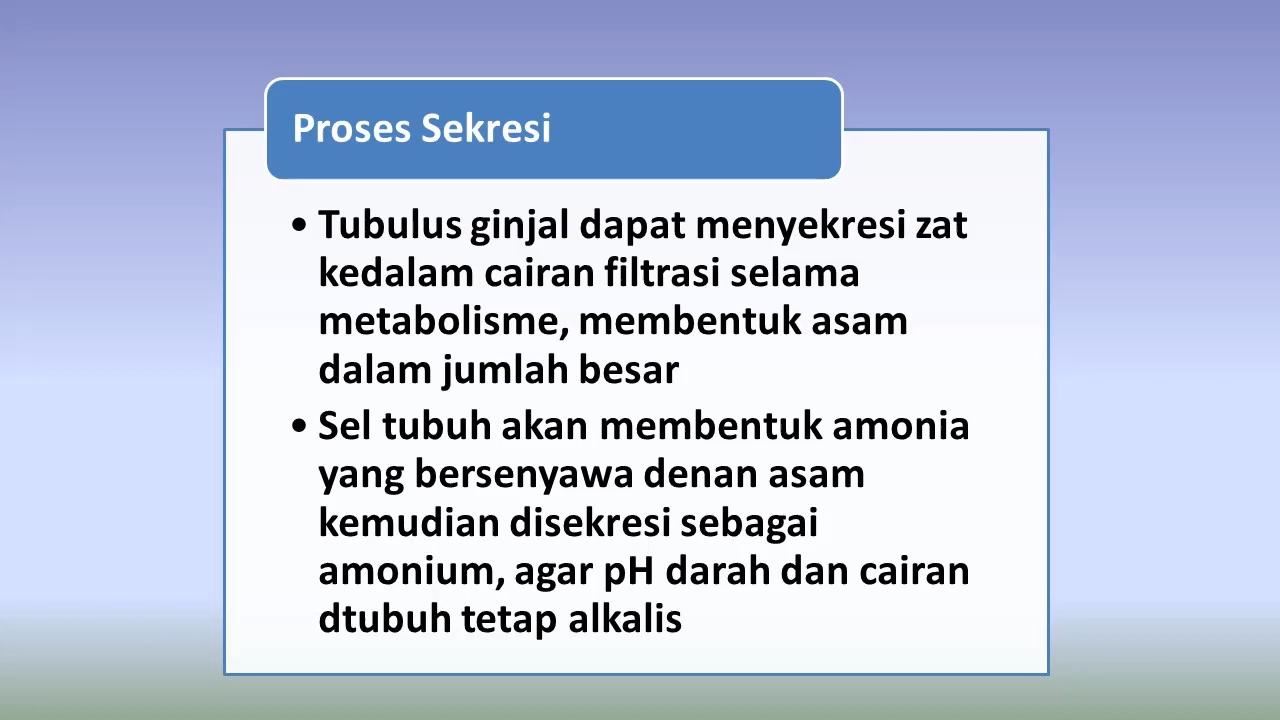 Proses Sekresi
• Tubulus ginjal dapat menyekresi zat
kedalam cairan filtrasi selama
metabolisme, membentuk asam
dalam jumlah besar
• Sel tubuh akan membentuk amonia
yang bersenyawa denan asam
kemudian disekresi sebagai
amonium, agar pH darah dan cairan
dtubuh tetap alkalis